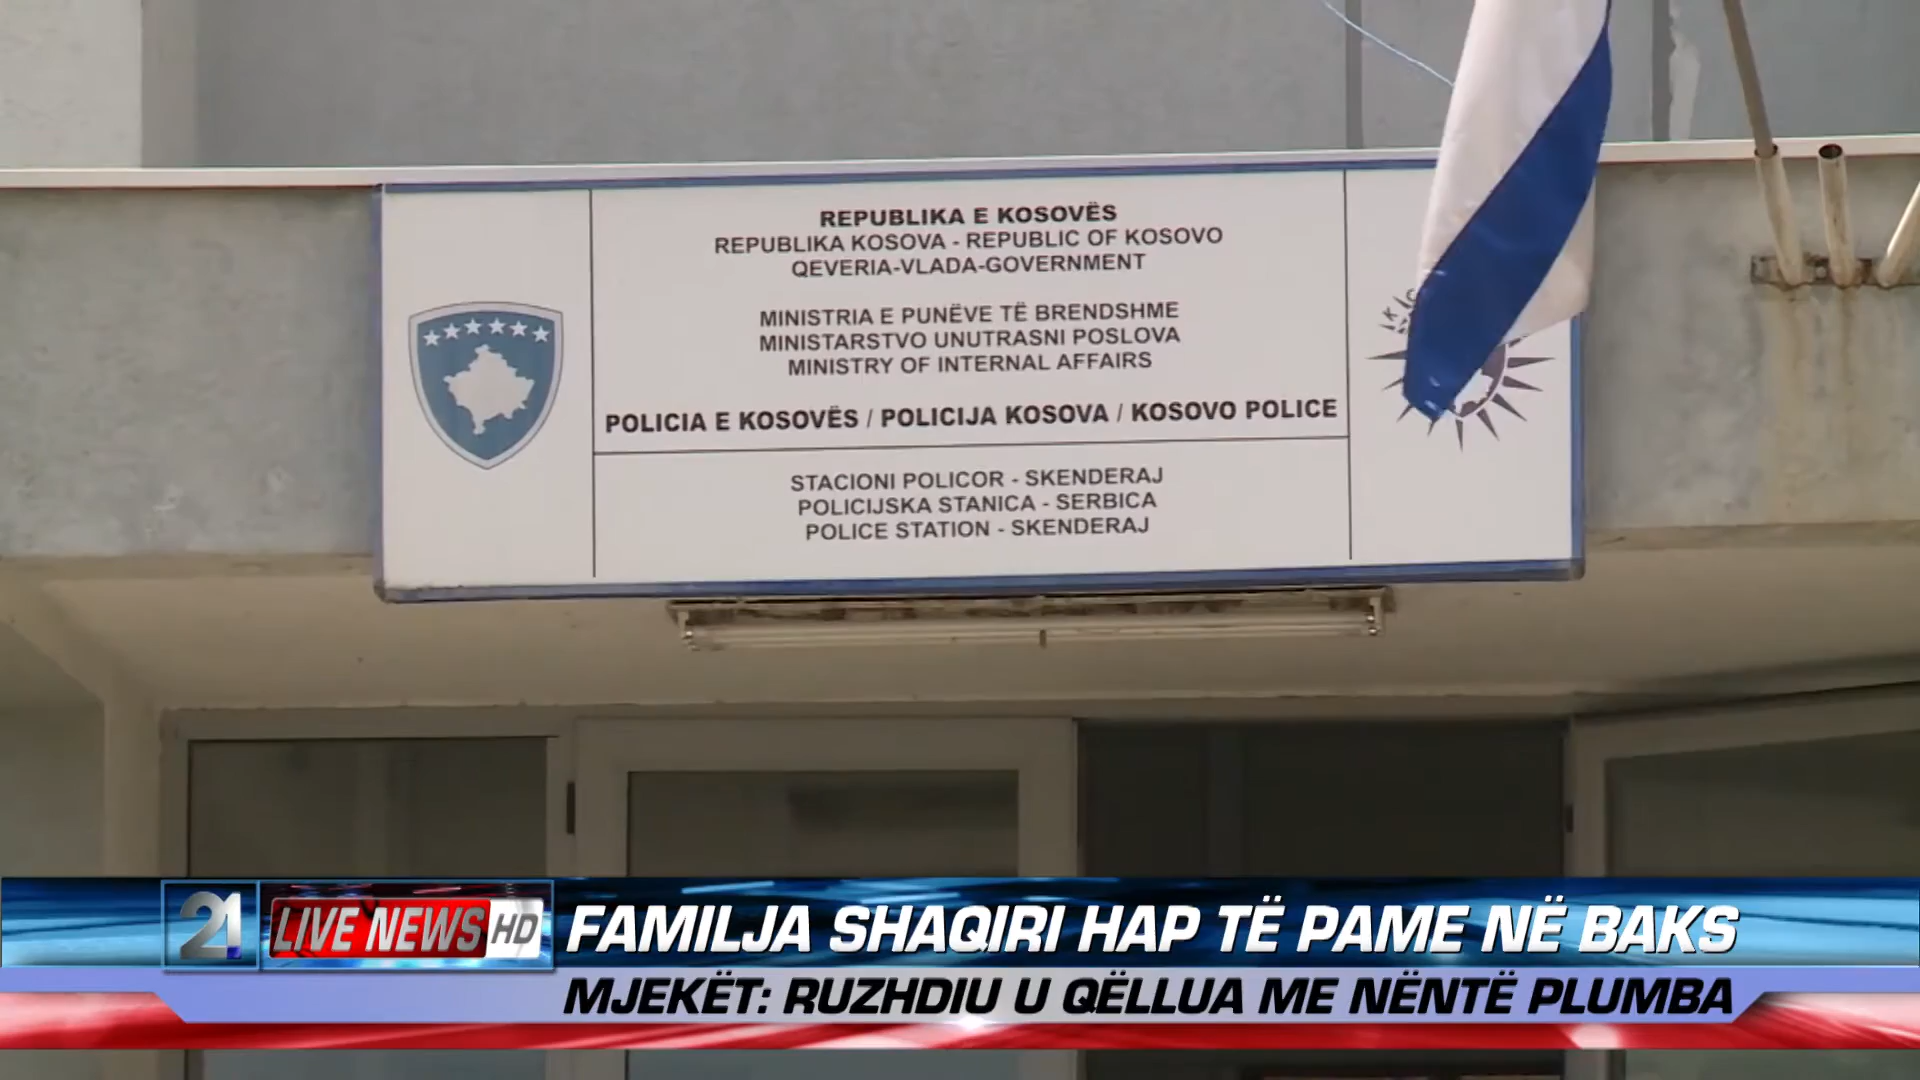 REPUBLIKA E KOSOVËS
REPUBLIKA KOSOVA - REPUBLIC OF KOSOVO
QEVERIA-VLADA-GOVERNMENT
MINISTRIA E PUNËVE TË BRENDSHME
MINISTARSTVO UNUTRASNI POSLOVA
MINISTRY OF INTERNAL AFFAIRS
POLICIA E KOSOVËS / POLICIJA KOSOVA / KOSOVO POLICE
STACIONI POLICOR - SKENDERAJ
POLICIJSKA STANICA - SERBICA
POLICE STATION - SKENDERAJ
21 LIVE NEWS HD
FAMILJA SHAQIRI HAP TË PAME NË BAKS
MJEKËT: RUZHDIU U QËLLUA ME NËNTË PLUMBA